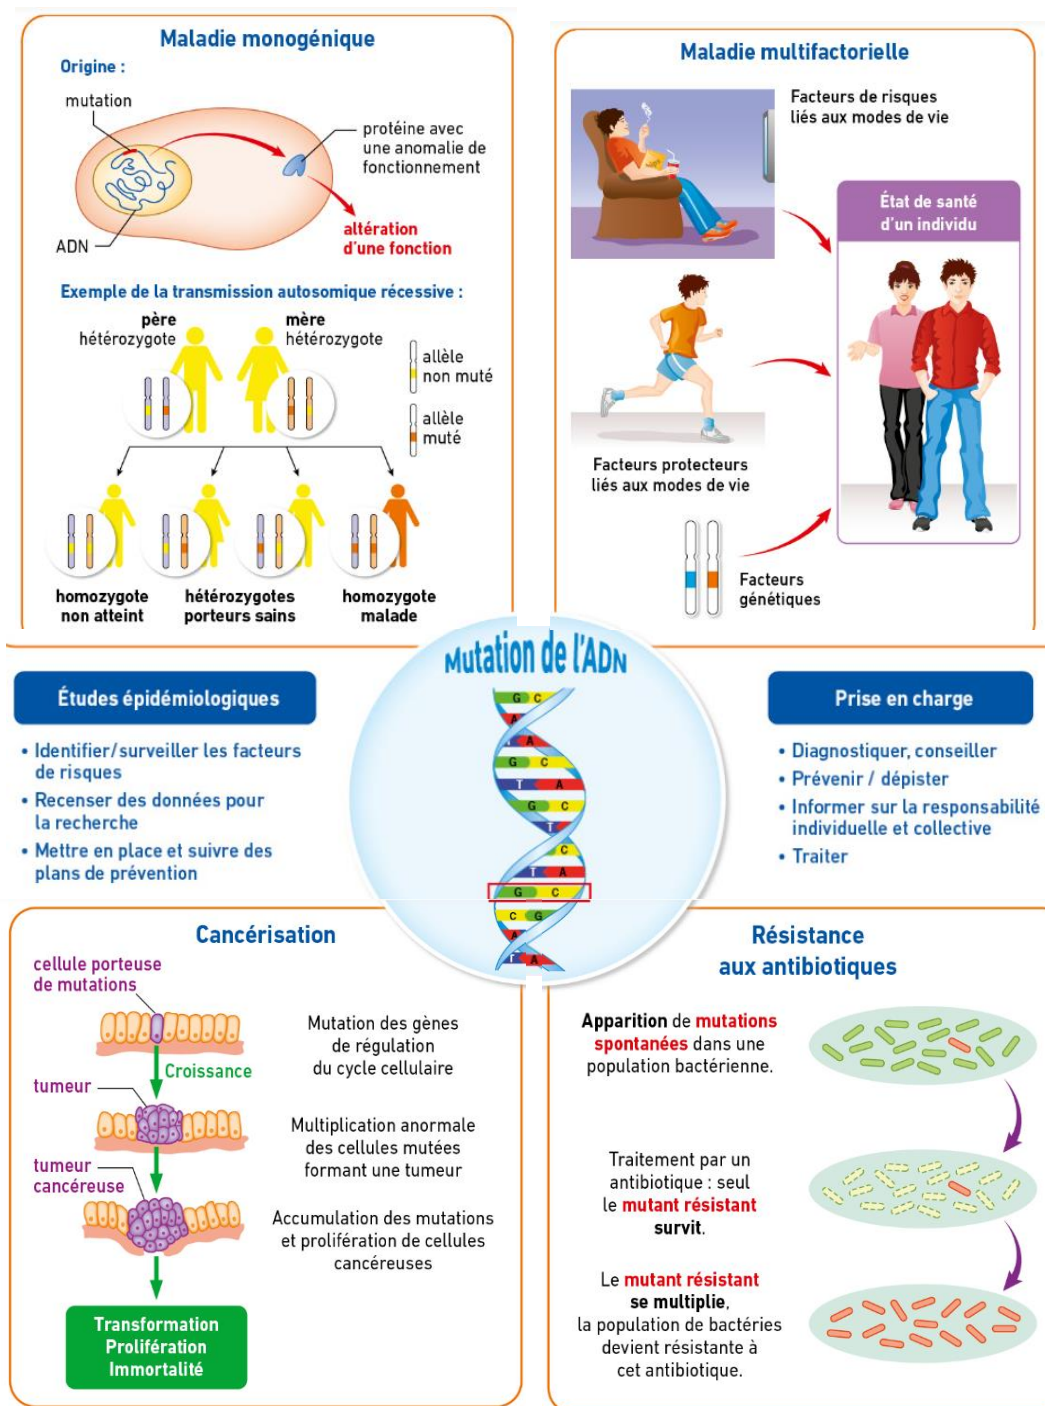 Maladie monogénique
Origine :
mutation
protéine avec
une anomalie de
fonctionnement
altération
d'une fonction
ADN
Exemple de la transmission autosomique récessive :
père
hétérozygote
mère
hétérozygote
allèle
non muté
allèle
muté
homozygote
non atteint
hétérozygotes
porteurs sains
homozygote
malade
Maladie multifactorielle
Facteurs de risques
liés aux modes de vie
État de santé
d'un individu
Facteurs protecteurs
liés aux modes de vie
Facteurs
génétiques
Mutation de l'ADN
G C
A
T A
G C
T A
G C
T
C
T A
G C
C G
A
T A
Études épidémiologiques
• Identifier/surveiller les facteurs
de risques
• Recenser des données pour
la recherche
• Mettre en place et suivre des
plans de prévention
Prise en charge
• Diagnostiquer, conseiller
• Prévenir / dépister
• Informer sur la responsabilité
individuelle et collective
• Traiter
Cancérisation
cellule porteuse
de mutations
Croissance
tumeur
tumeur
cancéreuse
Mutation des gènes
de régulation
du cycle cellulaire
Multiplication anormale
des cellules mutées
formant une tumeur
Accumulation des mutations
et prolifération de cellules
cancéreuses
Transformation
Prolifération
Immortalité
Résistance
aux antibiotiques
Apparition de mutations
spontanées dans une
population bactérienne.
Traitement par un
antibiotique : seul
le mutant résistant
survit.
Le mutant résistant
se multiplie,
la population de bactéries
devient résistante à
cet antibiotique.